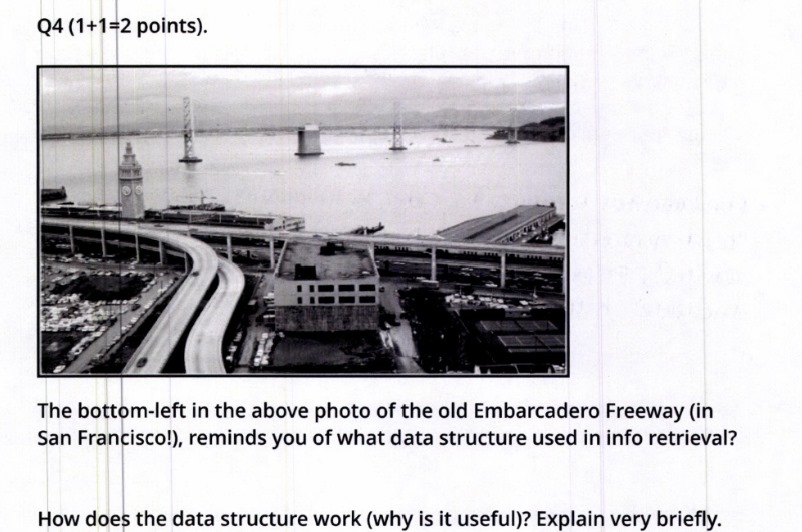 Q4 (1+1=2 points).
The bottom-left in the above photo of the old Embarcadero Freeway (in
San Francisco!), reminds you of what data structure used in info retrieval?
How does the data structure work (why is it useful)? Explain very briefly.